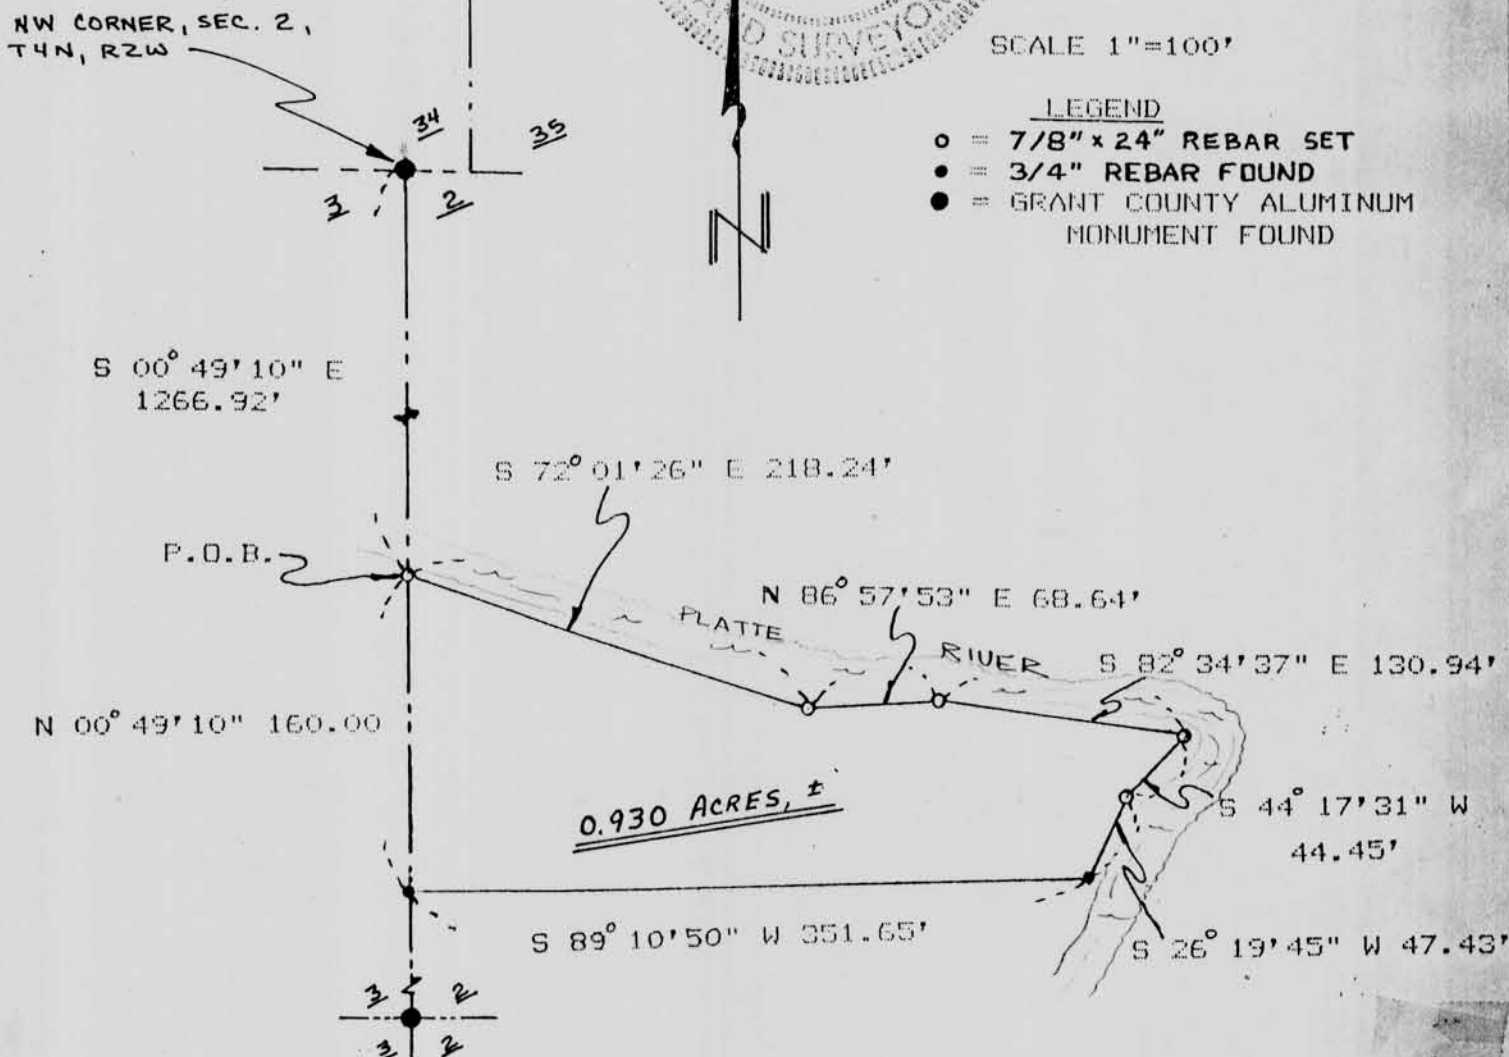 NW CORNER, SEC. 2,
T4N, R2W
AND SURVEYOR
SCALE 1"=100'
LEGEND
o = 7/8" x 24" REBAR SET
• = 3/4" REBAR FOUND
● = GRANT COUNTY ALUMINUM
MONUMENT FOUND
34
35
3
2
N
S 00° 49' 10" E
1266.92'
S 72° 01' 26" E 218.24'
P.O.B.
N 86° 57' 53" E 68.64'
PLATTE
RIVER
S 82° 34' 37" E 130.94'
N 00° 49' 10" 160.00
0.930 ACRES, ±
S 44° 17' 31" W
44.45'
S 89° 10' 50" W 351.65'
S 26° 19' 45" W 47.43'
3
2
3
2